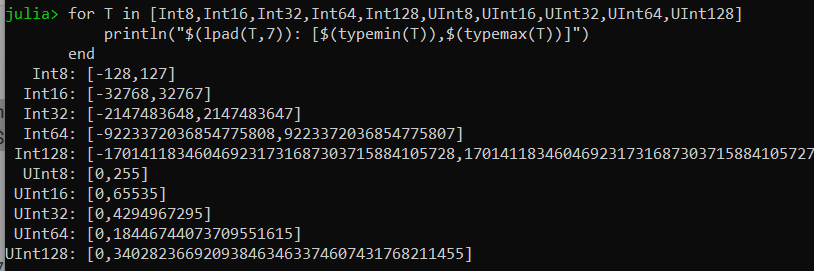 julia> for T in [Int8,Int16,Int32,Int64,Int128,UInt8,UInt16,UInt32,UInt64,UInt128]
println("$(lpad(T,7)): [$(typemin(T)),$(typemax(T))]")
end
Int8: [-128,127]
Int16: [-32768,32767]
Int32: [-2147483648,2147483647]
Int64: [-9223372036854775808,9223372036854775807]
Int128: [-170141183460469231731687303715884105728,170141183460469231731687303715884105727
UInt8: [0,255]
UInt16: [0,65535]
UInt32: [0,4294967295]
UInt64: [0,18446744073709551615]
UInt128: [0,340282366920938463463374607431768211455]